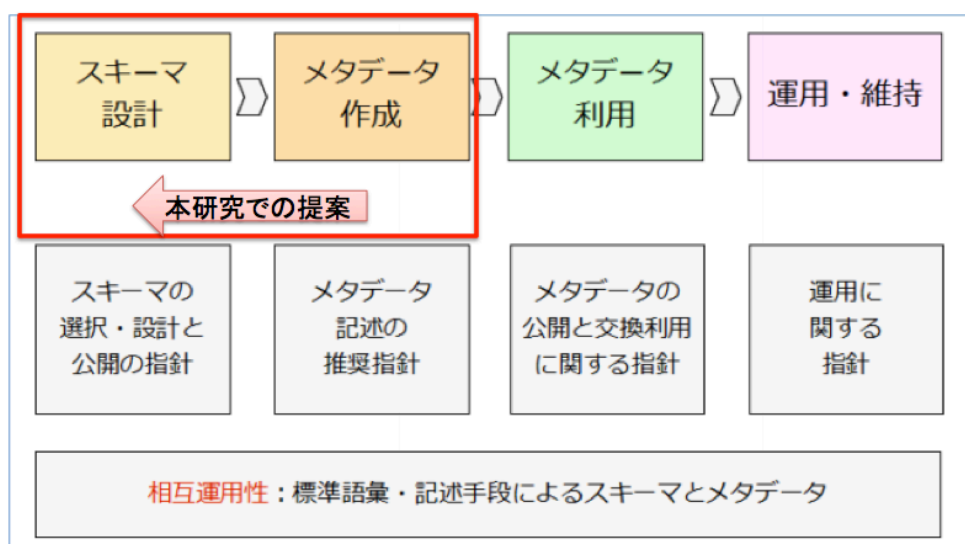 スキーマ
設計
メタデータ
作成
メタデータ
利用
運用・維持
本研究での提案
スキーマの
選択・設計と
公開の指針
メタデータ
記述の
推奨指針
メタデータの
公開と交換利用
に関する指針
運用に
関する
指針
相互運用性：標準語彙・記述手段によるスキーマとメタデータ